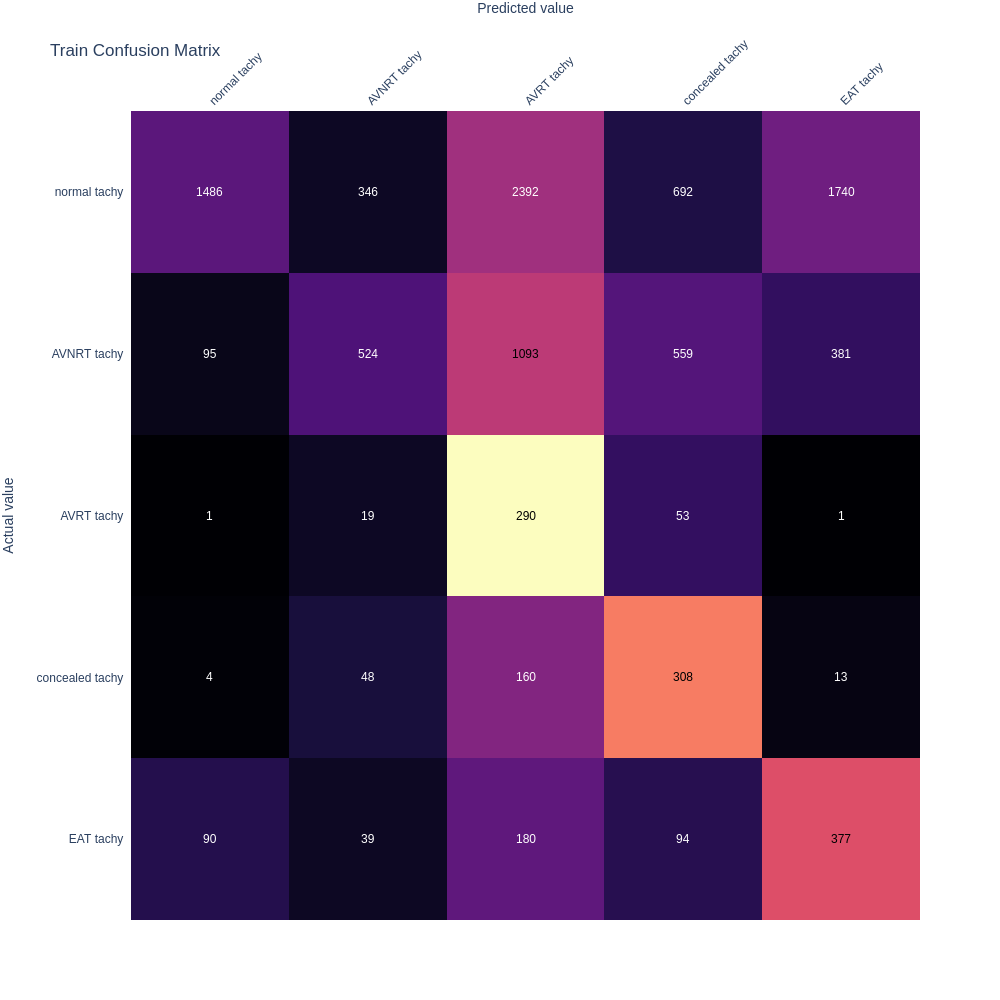 Predicted value
Train Confusion Matrix
normal tachy
AVNRT tachy
AVRT tachy
concealed tachy
EAT tachy
Actual value
normal tachy 1486 346 2392 692 1740
AVNRT tachy 95 524 1093 559 381
AVRT tachy 1 19 290 53 1
concealed tachy 4 48 160 308 13
EAT tachy 90 39 180 94 377